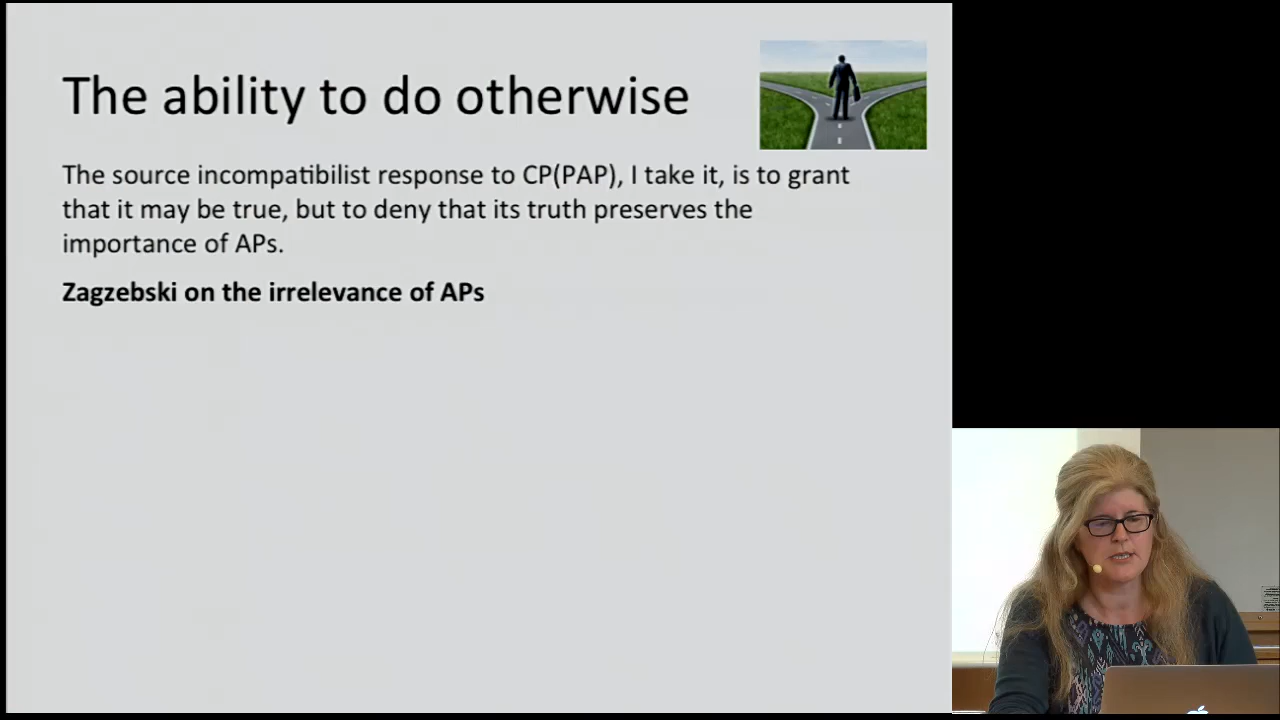 The ability to do otherwise
The source incompatibilist response to CP(PAP), I take it, is to grant
that it may be true, but to deny that its truth preserves the
importance of APs.
Zagzebski on the irrelevance of APs